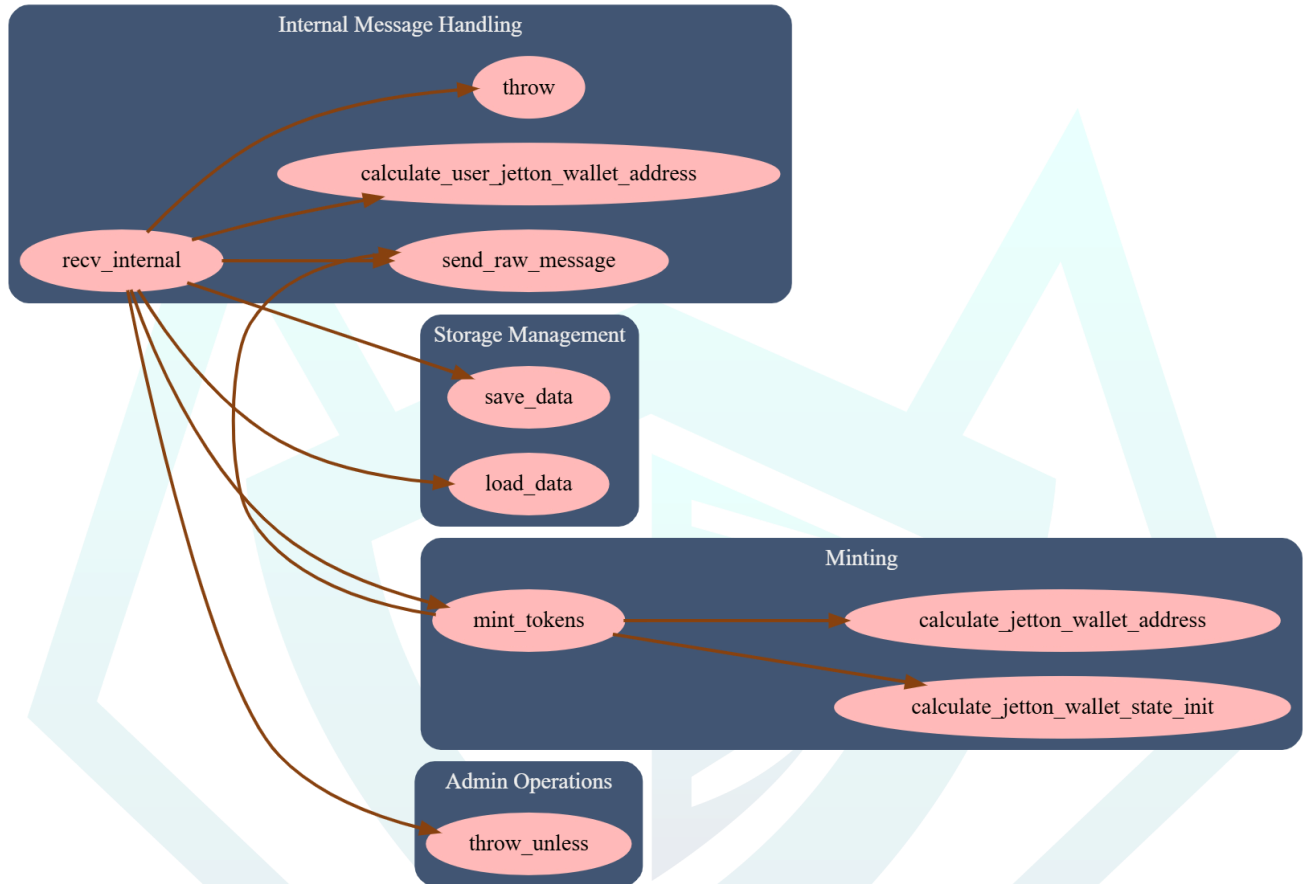 Internal Message Handling
throw
calculate_user_jetton_wallet_address
recv_internal
send_raw_message
Storage Management
save_data
load_data
Minting
mint_tokens
calculate_jetton_wallet_address
calculate_jetton_wallet_state_init
Admin Operations
throw_unless